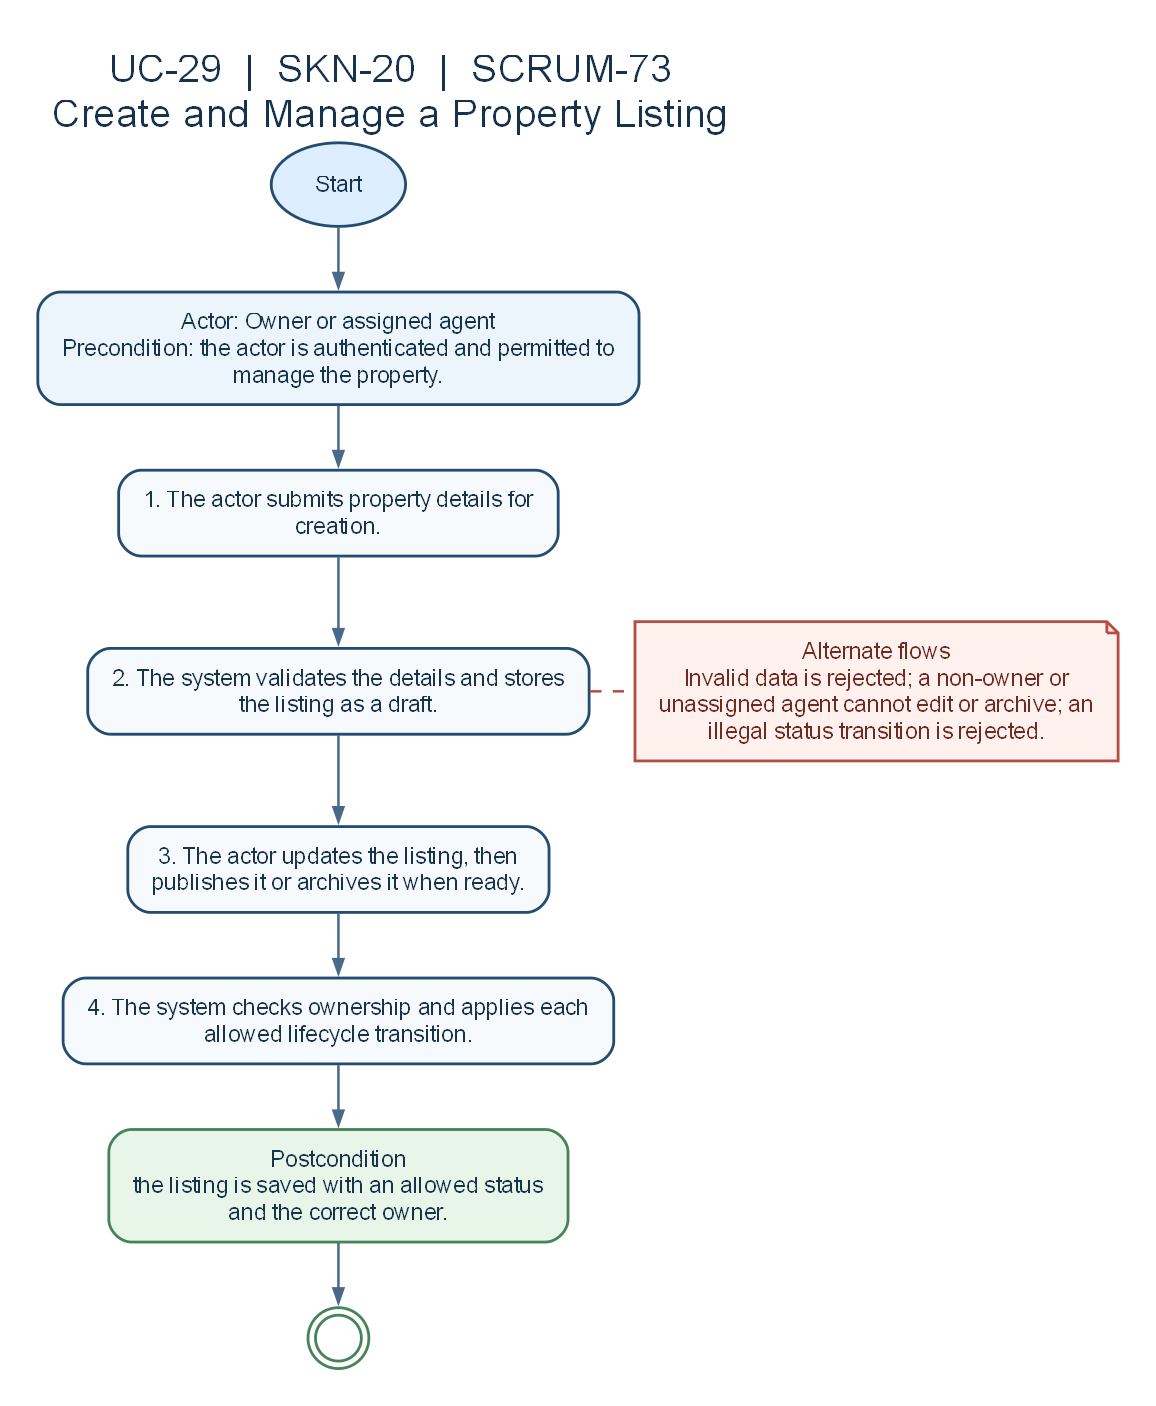 UC-29 | SKN-20 | SCRUM-73
Create and Manage a Property Listing
Start
Actor: Owner or assigned agent
Precondition: the actor is authenticated and permitted to
manage the property.
1. The actor submits property details for
creation.
2. The system validates the details and stores
the listing as a draft.
Alternate flows
Invalid data is rejected; a non-owner or
unassigned agent cannot edit or archive; an
illegal status transition is rejected.
3. The actor updates the listing, then
publishes it or archives it when ready.
4. The system checks ownership and applies each
allowed lifecycle transition.
Postcondition
the listing is saved with an allowed status
and the correct owner.